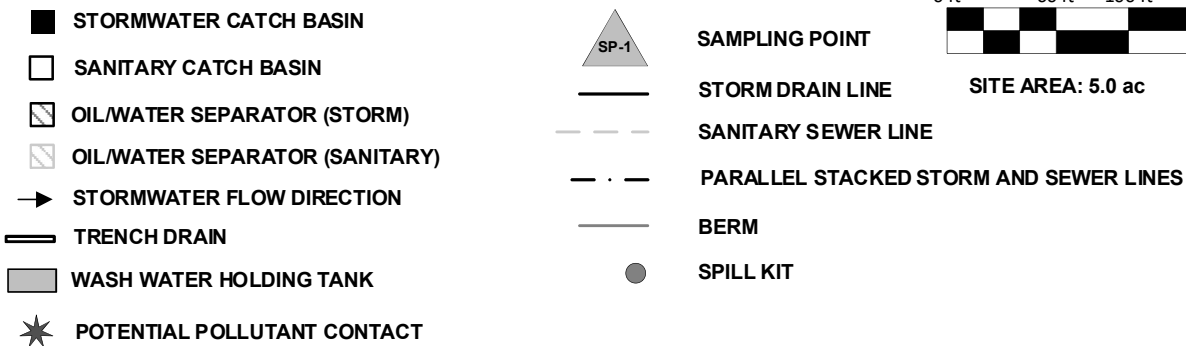 STORMWATER CATCH BASIN
SANITARY CATCH BASIN
OIL/WATER SEPARATOR (STORM)
OIL/WATER SEPARATOR (SANITARY)
STORMWATER FLOW DIRECTION
TRENCH DRAIN
WASH WATER HOLDING TANK
POTENTIAL POLLUTANT CONTACT
SP-1
SAMPLING POINT
STORM DRAIN LINE
SANITARY SEWER LINE
PARALLEL STACKED STORM AND SEWER LINES
BERM
SPILL KIT
SITE AREA: 5.0 ac